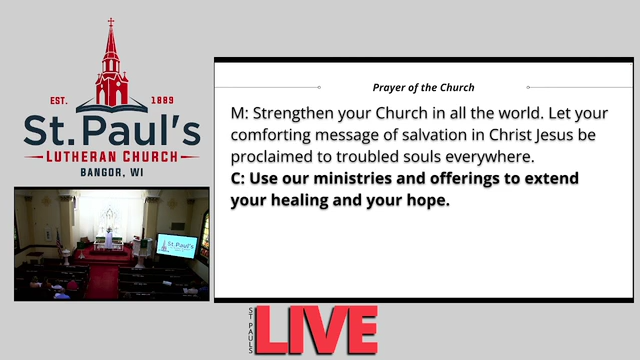 EST. 1889
St. Paul's
LUTHERAN CHURCH
BANGOR, WI
Prayer of the Church
M: Strengthen your Church in all the world. Let your
comforting message of salvation in Christ Jesus be
proclaimed to troubled souls everywhere.
C: Use our ministries and offerings to extend
your healing and your hope.
St. Paul's
ST PAULS
LIVE